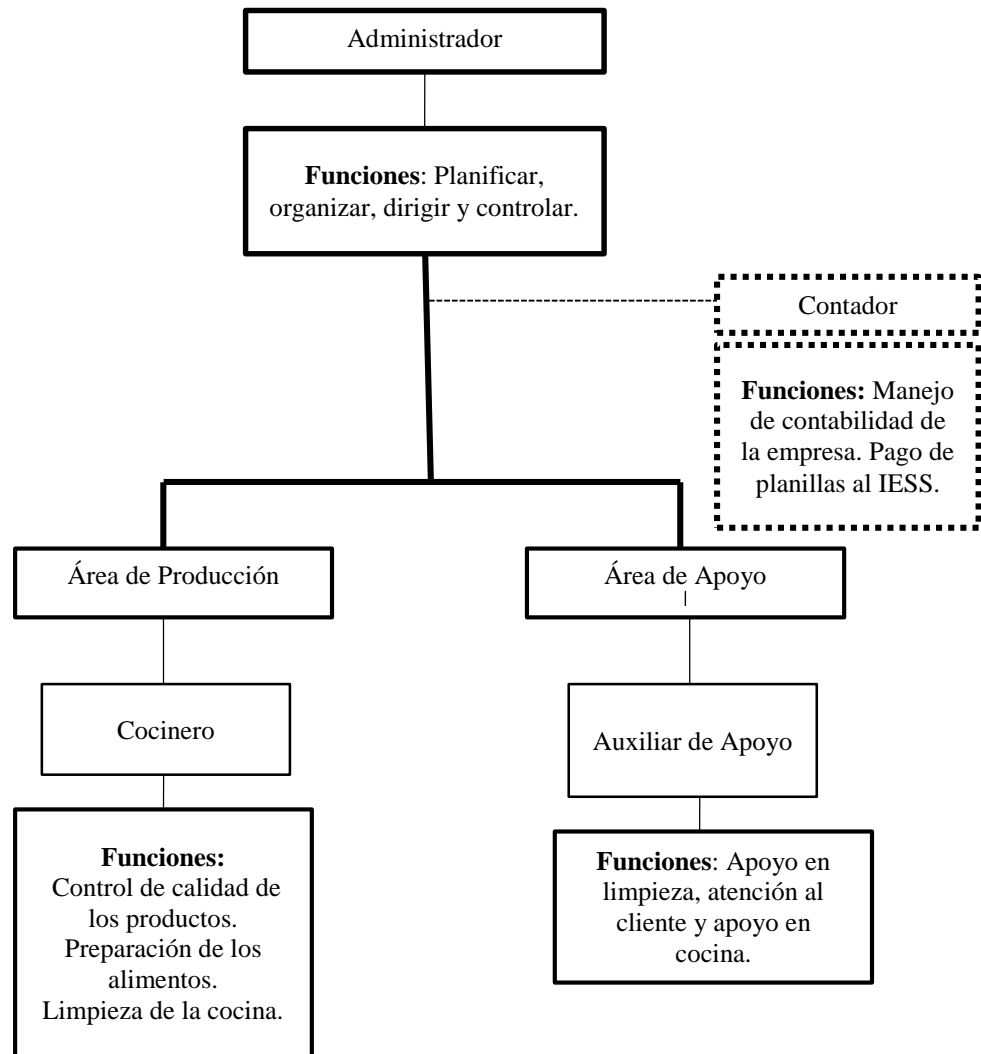 Administrador
Funciones: Planificar,
organizar, dirigir y controlar.
Contador
Funciones: Manejo
de contabilidad de
la empresa. Pago de
planillas al IESS.
Área de Producción
Área de Apoyo
Cocinero
Auxiliar de Apoyo
Funciones:
Control de calidad de
los productos.
Preparación de los
alimentos.
Limpieza de la cocina.
Funciones: Apoyo en
limpieza, atención al
cliente y apoyo en
cocina.